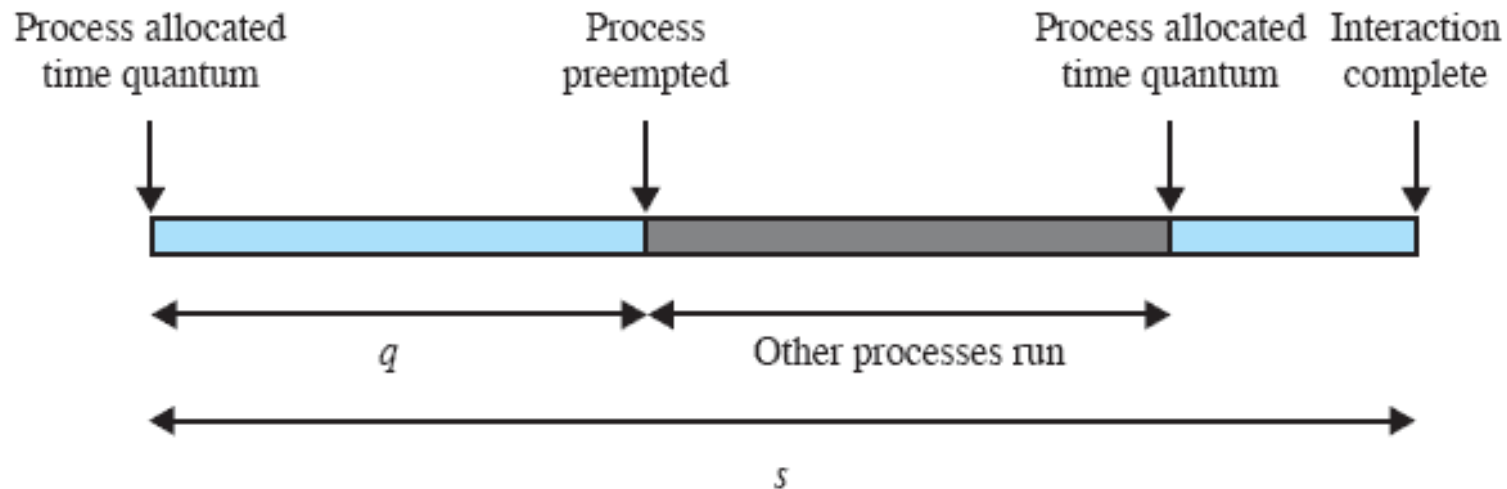 Process allocated
time quantum
Process
preempted
Process allocated
time quantum
Interaction
complete
q
Other processes run
s